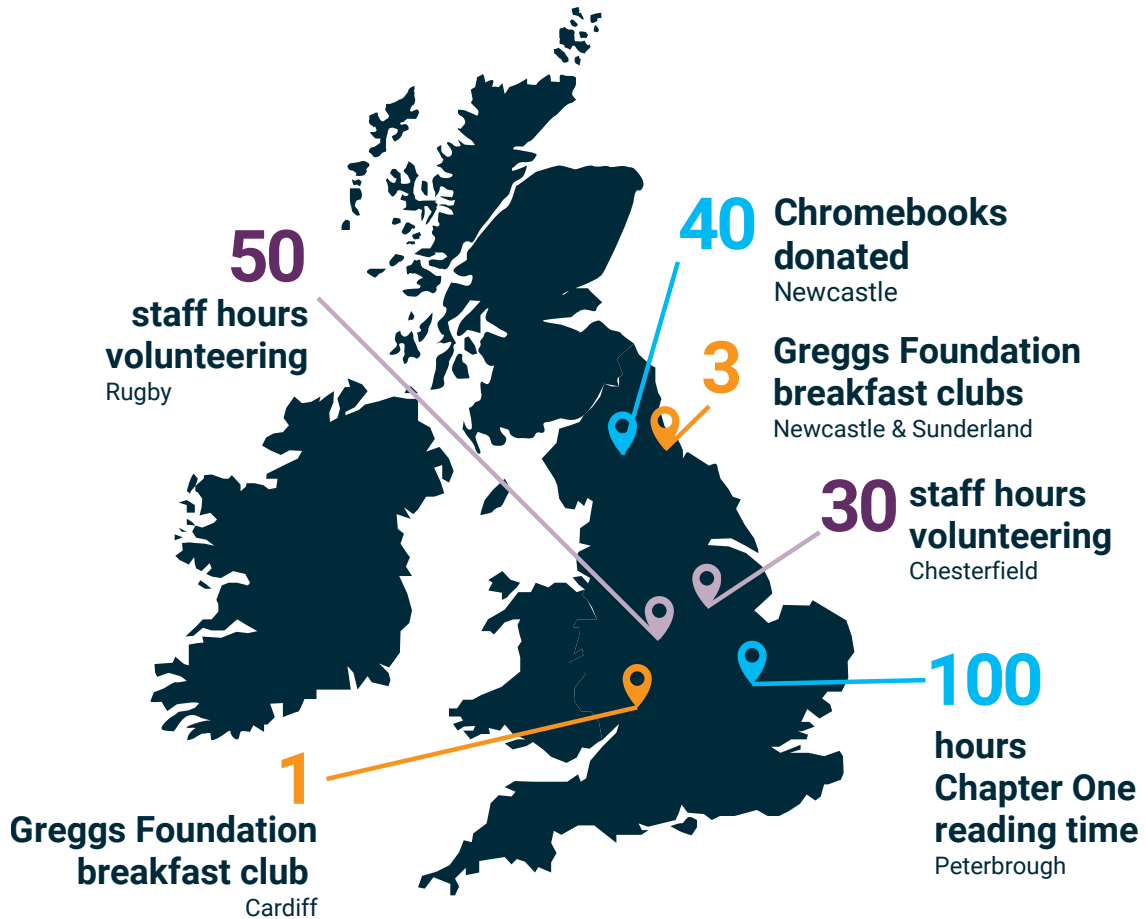 40
Chromebooks
donated
Newcastle
50
staff hours
volunteering
Rugby
3
Greggs Foundation
breakfast clubs
Newcastle & Sunderland
30
staff hours
volunteering
Chesterfield
100
hours
Chapter One
reading time
Peterbrough
1
Greggs Foundation
breakfast club
Cardiff